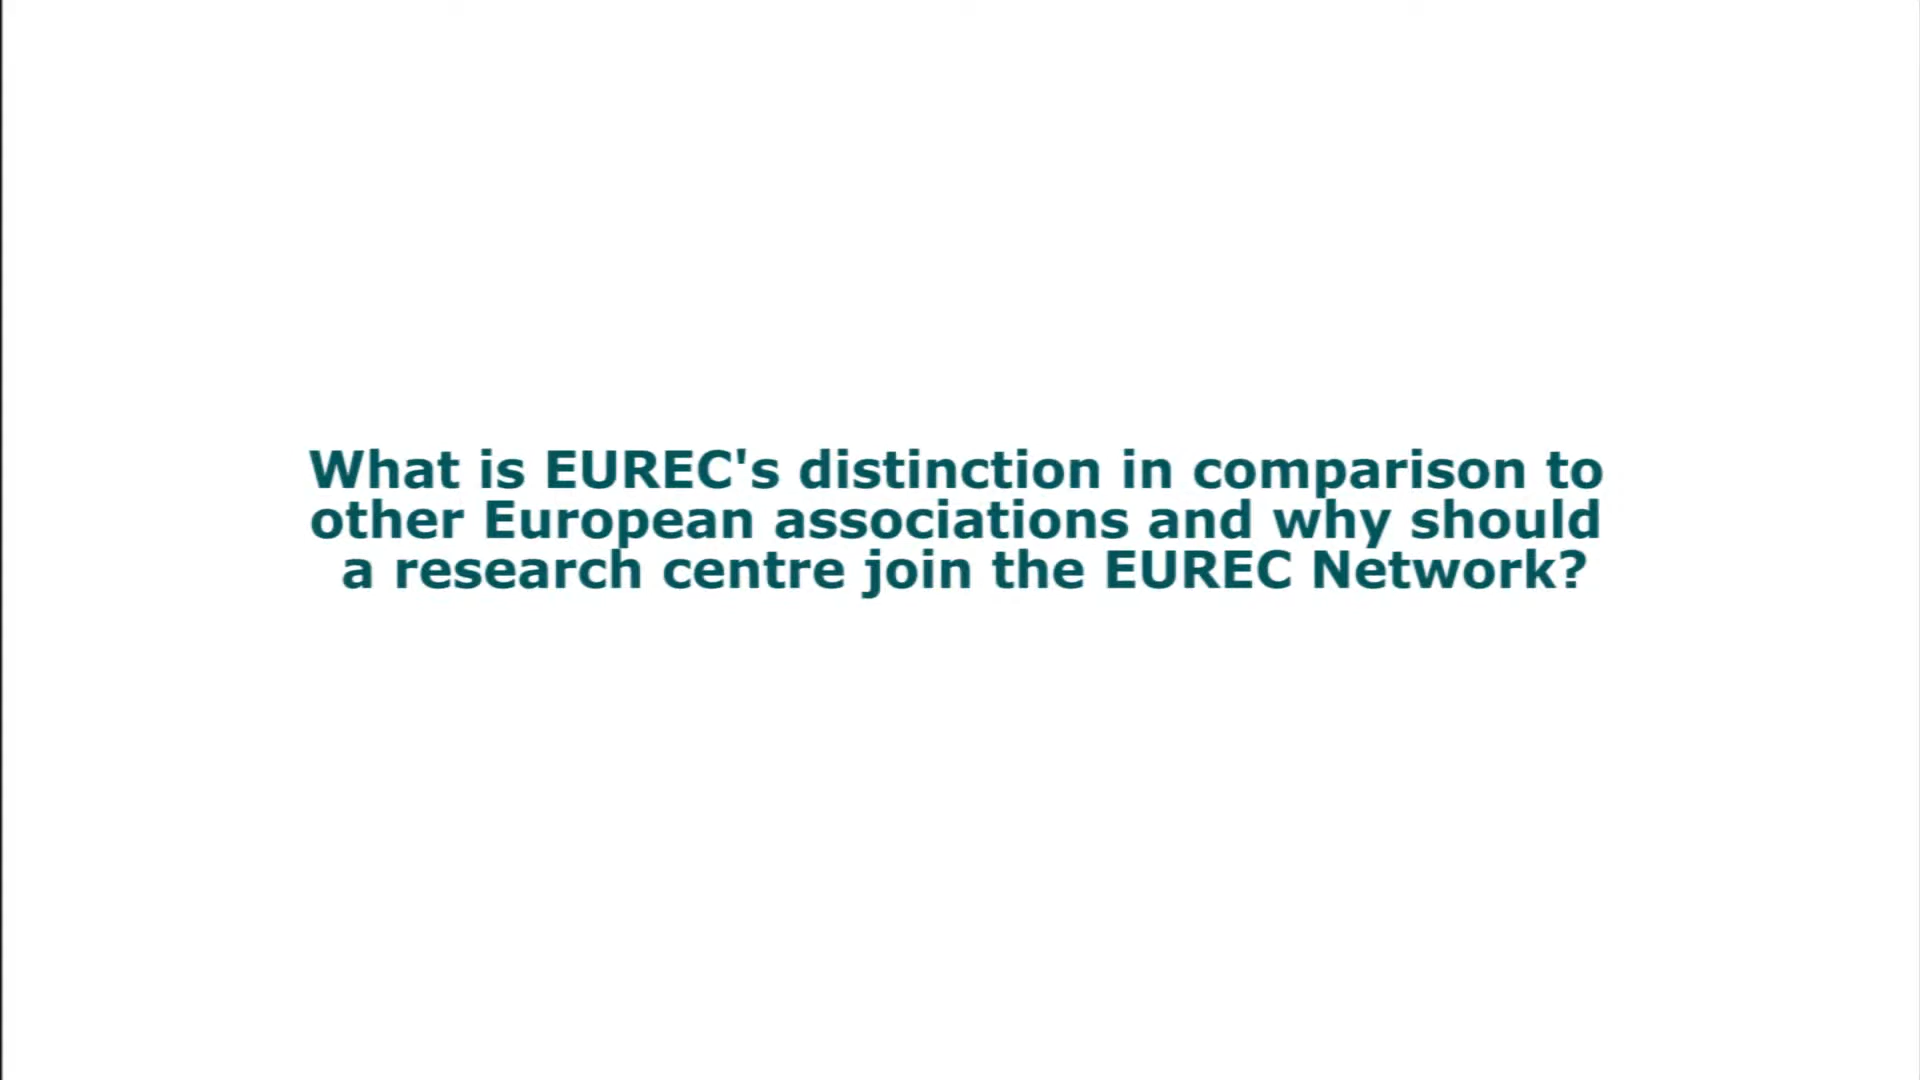 What is EUREC's distinction in comparison to
other European associations and why should
a research centre join the EUREC Network?